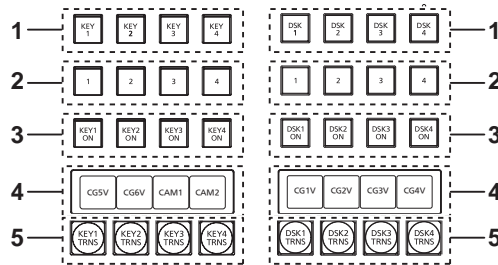 1 KEY 1 KEY 2 KEY 3 KEY 4 DSK 1 DSK 2 DSK 3 DSK 4 1
2 1 2 3 4 1 2 3 4 2
3 KEY1 ON KEY2 ON KEY3 ON KEY4 ON DSK1 ON DSK2 ON DSK3 ON DSK4 ON 3
4 CG5V CG6V CAM1 CAM2 CG1V CG2V CG3V CG4V 4
5 KEY1 TRNS KEY2 TRNS KEY3 TRNS KEY4 TRNS DSK1 TRNS DSK2 TRNS DSK3 TRNS DSK4 TRNS 5